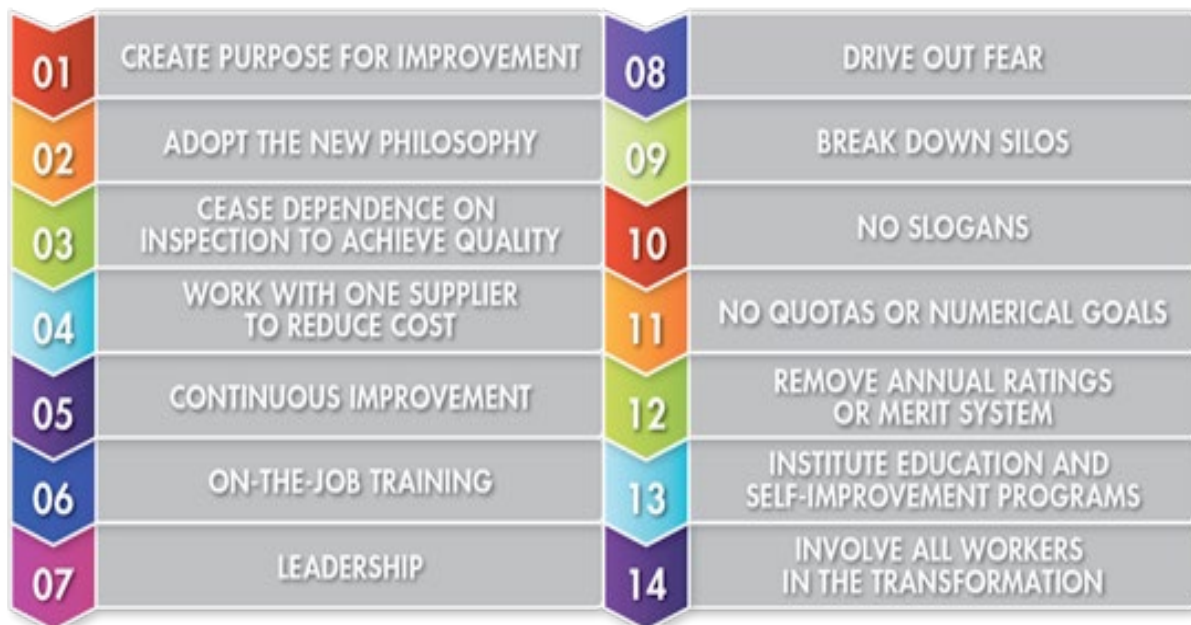 01
CREATE PURPOSE FOR IMPROVEMENT
02
ADOPT THE NEW PHILOSOPHY
03
CEASE DEPENDENCE ON
INSPECTION TO ACHIEVE QUALITY
04
WORK WITH ONE SUPPLIER
TO REDUCE COST
05
CONTINUOUS IMPROVEMENT
06
ON-THE-JOB TRAINING
07
LEADERSHIP
08
DRIVE OUT FEAR
09
BREAK DOWN SILOS
10
NO SLOGANS
11
NO QUOTAS OR NUMERICAL GOALS
12
REMOVE ANNUAL RATINGS
OR MERIT SYSTEM
13
INSTITUTE EDUCATION AND
SELF-IMPROVEMENT PROGRAMS
14
INVOLVE ALL WORKERS
IN THE TRANSFORMATION